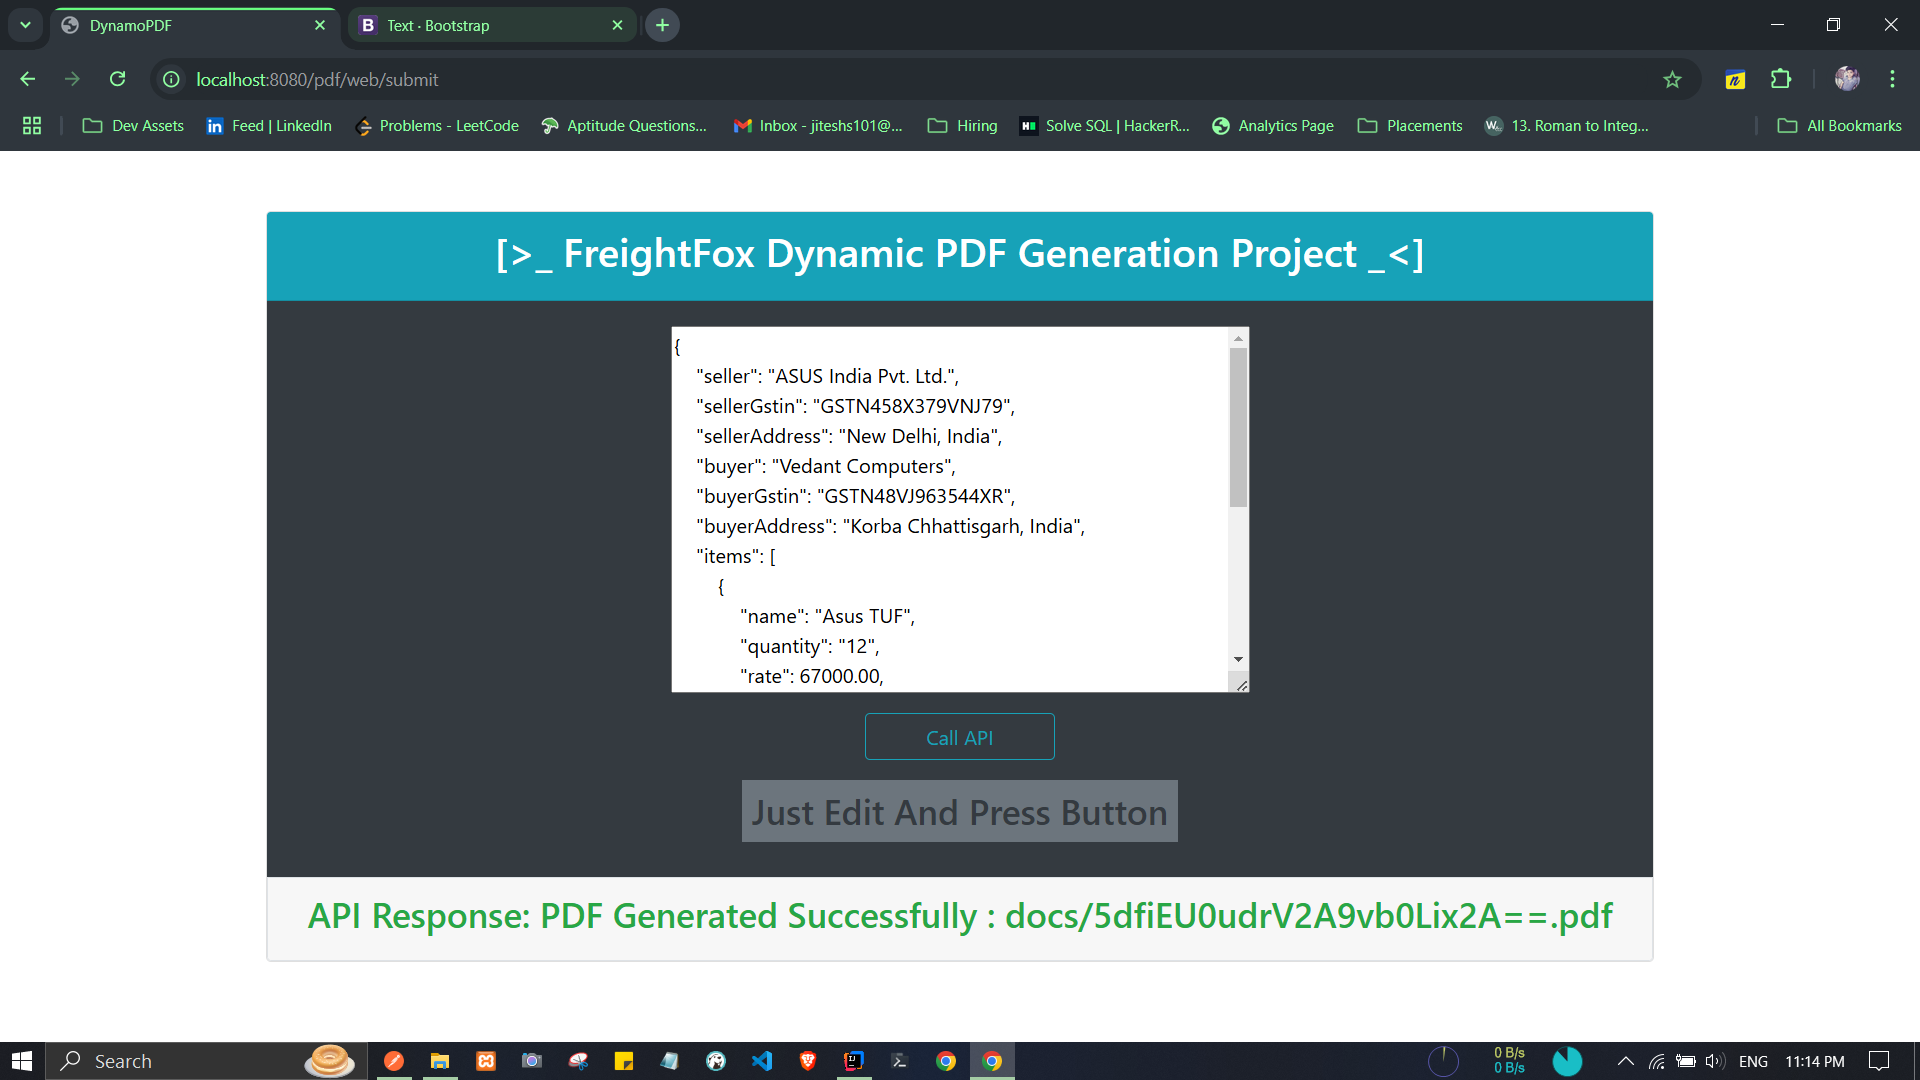 DynamoPDF
Text · Bootstrap
localhost:8080/pdf/web/submit
Dev Assets
Feed | LinkedIn
Problems - LeetCode
Aptitude Questions...
Inbox - jiteshs101@...
Hiring
Solve SQL | HackerR...
Analytics Page
Placements
13. Roman to Integ...
All Bookmarks
[>_ FreightFox Dynamic PDF Generation Project _<]
{
"seller": "ASUS India Pvt. Ltd.",
"sellerGstin": "GSTN458X379VNJ79",
"sellerAddress": "New Delhi, India",
"buyer": "Vedant Computers",
"buyerGstin": "GSTN48VJ963544XR",
"buyerAddress": "Korba Chhattisgarh, India",
"items": [
{
"name": "Asus TUF",
"quantity": "12",
"rate": 67000.00,
Call API
Just Edit And Press Button
API Response: PDF Generated Successfully : docs/5dfiEU0udrV2A9vb0Lix2A==.pdf
Search
0 B/s
0 B/s
ENG
11:14 PM